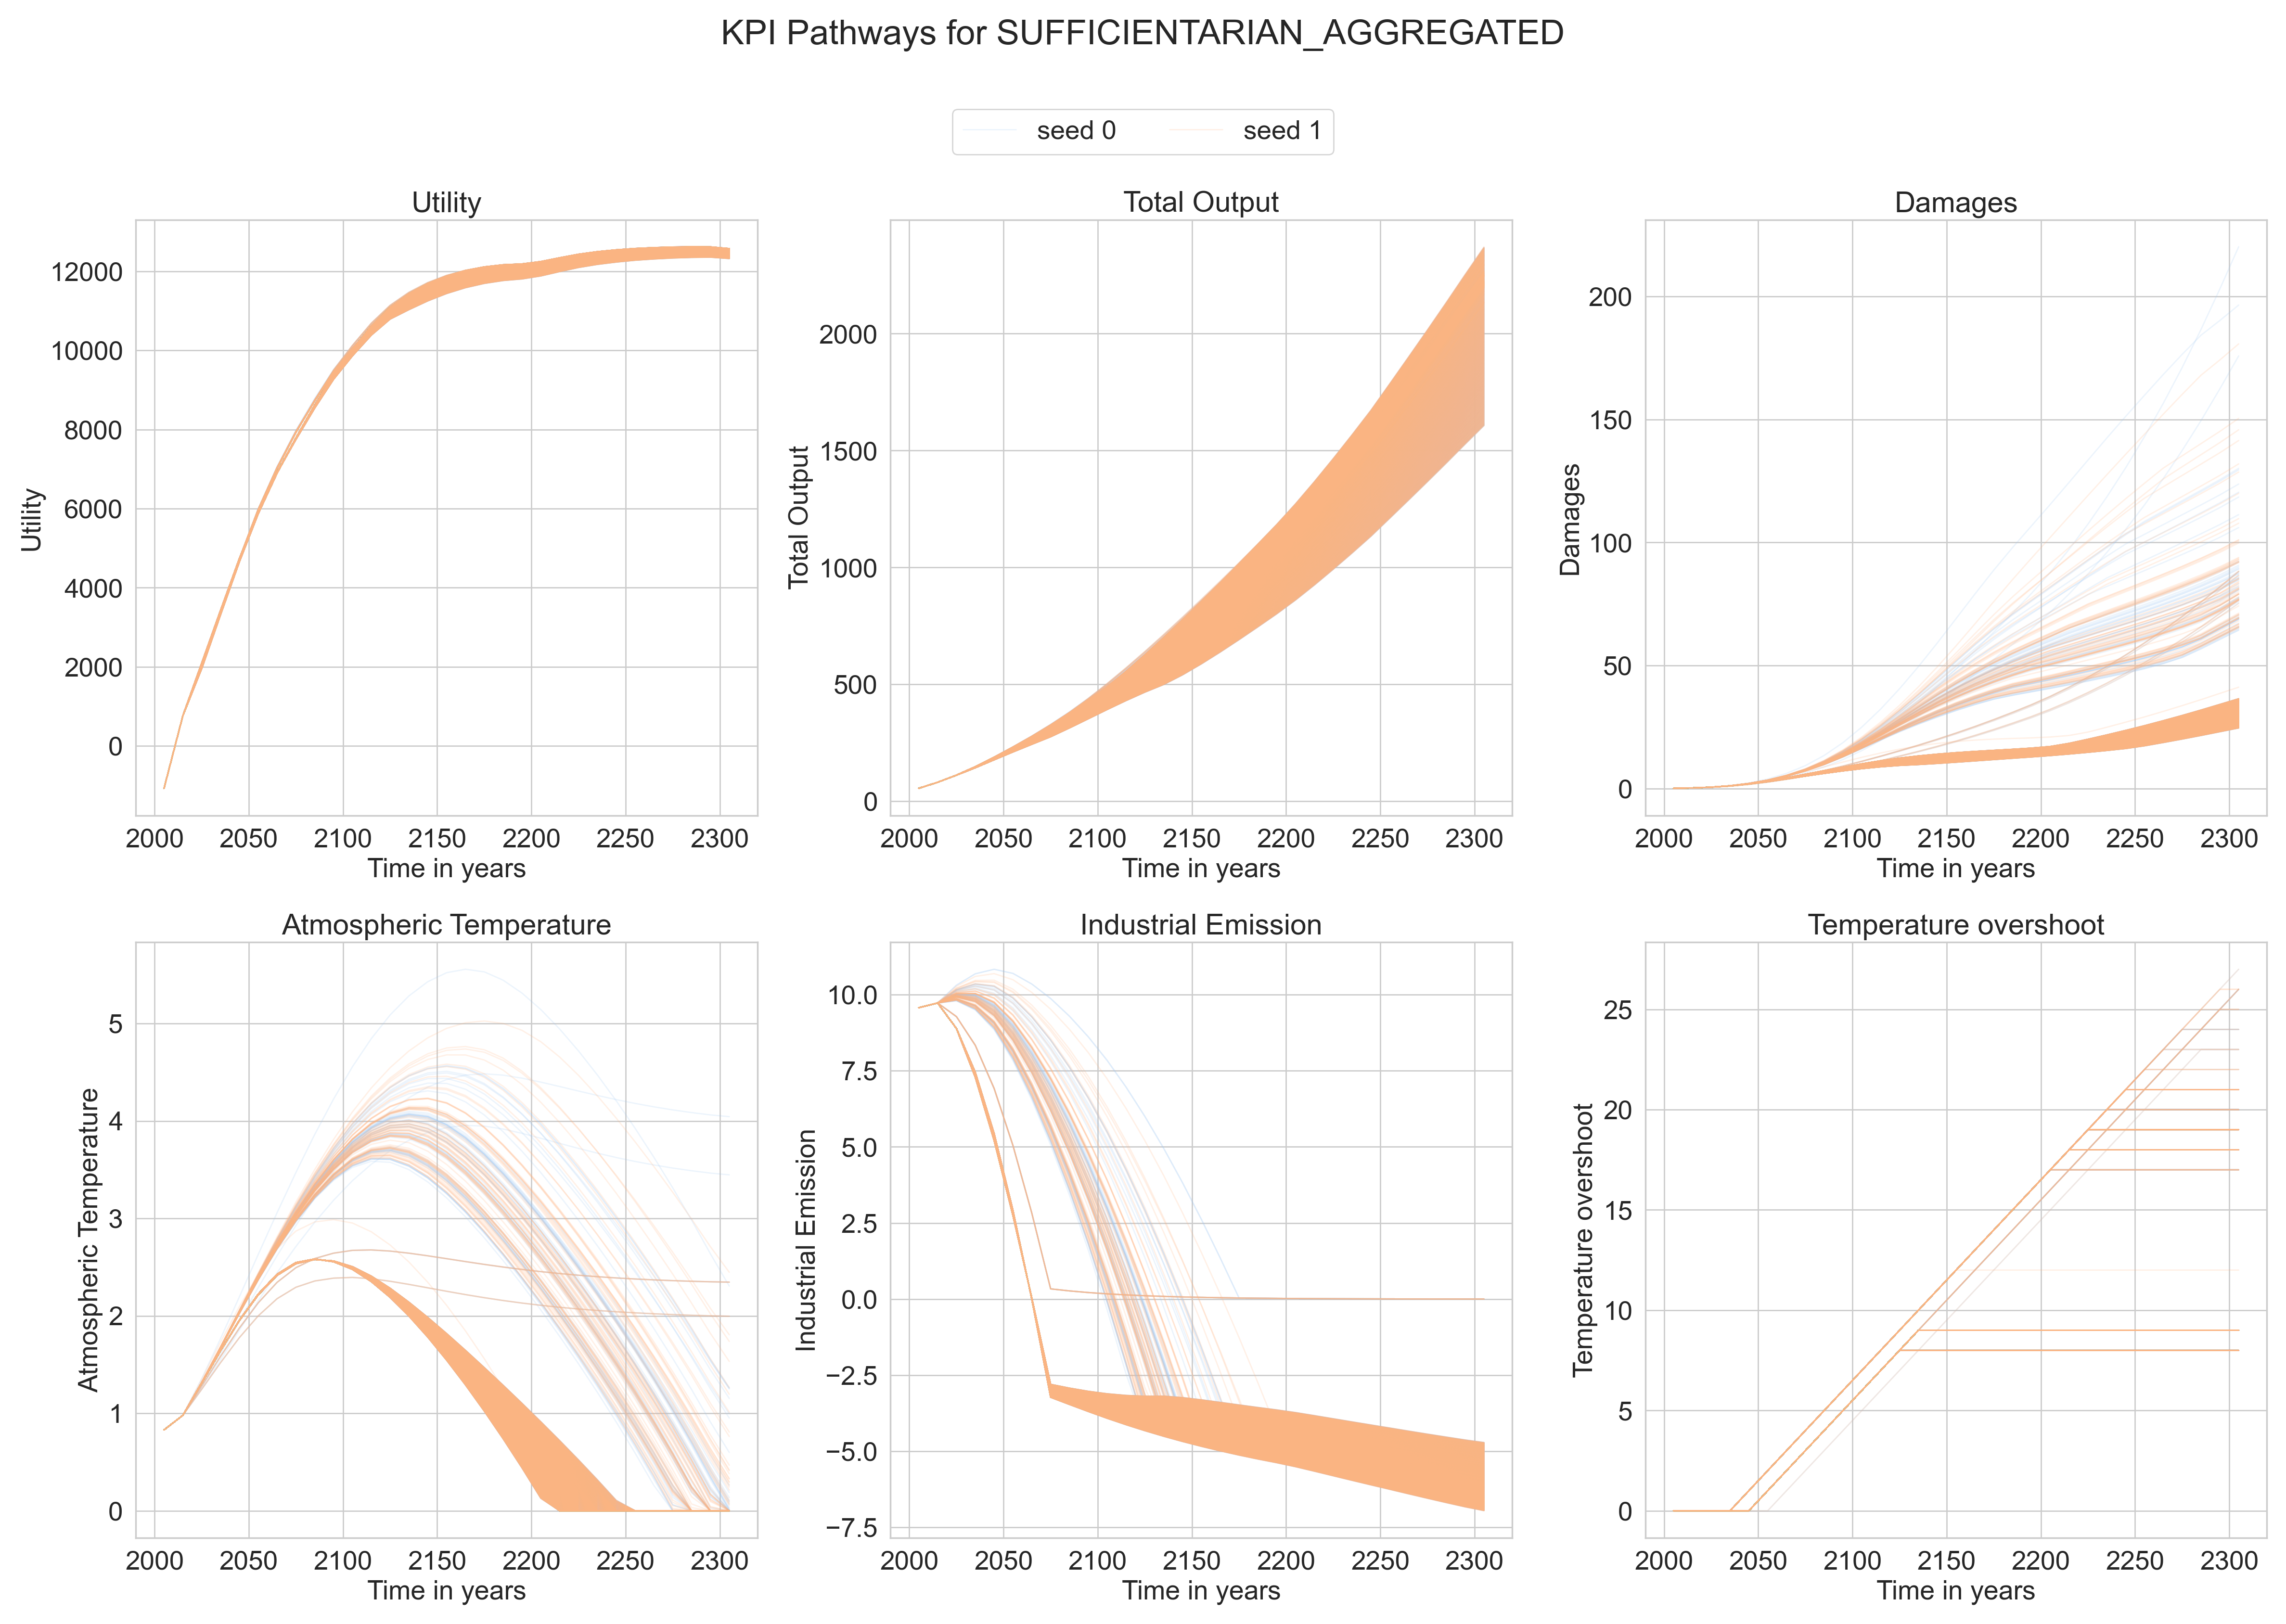 KPI Pathways for SUFFICIENTARIAN_AGGREGATED
seed 0 seed 1
Utility
Utility
12000
10000
8000
6000
4000
2000
0
2000 2050 2100 2150 2200 2250 2300
Time in years
Total Output
Total Output
2000
1500
1000
500
0
2000 2050 2100 2150 2200 2250 2300
Time in years
Damages
Damages
200
150
100
50
0
2000 2050 2100 2150 2200 2250 2300
Time in years
Atmospheric Temperature
Atmospheric Temperature
5
4
3
2
1
0
2000 2050 2100 2150 2200 2250 2300
Time in years
Industrial Emission
Industrial Emission
10.0
7.5
5.0
2.5
0.0
−2.5
−5.0
−7.5
2000 2050 2100 2150 2200 2250 2300
Time in years
Temperature overshoot
Temperature overshoot
25
20
15
10
5
0
2000 2050 2100 2150 2200 2250 2300
Time in years